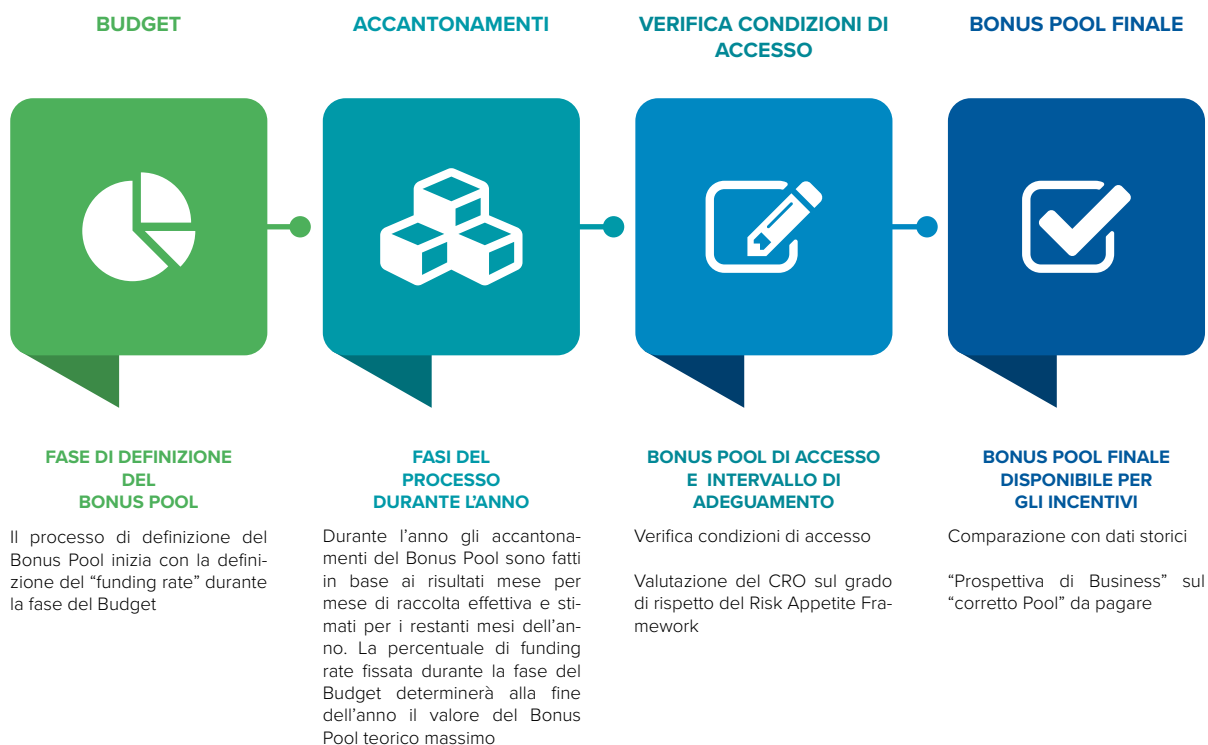 BUDGET
ACCANTONAMENTI
VERIFICA CONDIZIONI DI
ACCESSO
BONUS POOL FINALE
FASE DI DEFINIZIONE
DEL
BONUS POOL
Il processo di definizione del
Bonus Pool inizia con la defini-
zione del “funding rate” durante
la fase del Budget
FASI DEL
PROCESSO
DURANTE L’ANNO
Durante l’anno gli accantona-
menti del Bonus Pool sono fatti
in base ai risultati mese per
mese di raccolta effettiva e sti-
mati per i restanti mesi dell’an-
no. La percentuale di funding
rate fissata durante la fase del
Budget determinerà alla fine
dell’anno il valore del Bonus
Pool teorico massimo
BONUS POOL DI ACCESSO
E INTERVALLO DI
ADEGUAMENTO
Verifica condizioni di accesso
Valutazione del CRO sul grado
di rispetto del Risk Appetite Fra-
mework
BONUS POOL FINALE
DISPONIBILE PER
GLI INCENTIVI
Comparazione con dati storici
“Prospettiva di Business” sul
“corretto Pool” da pagare